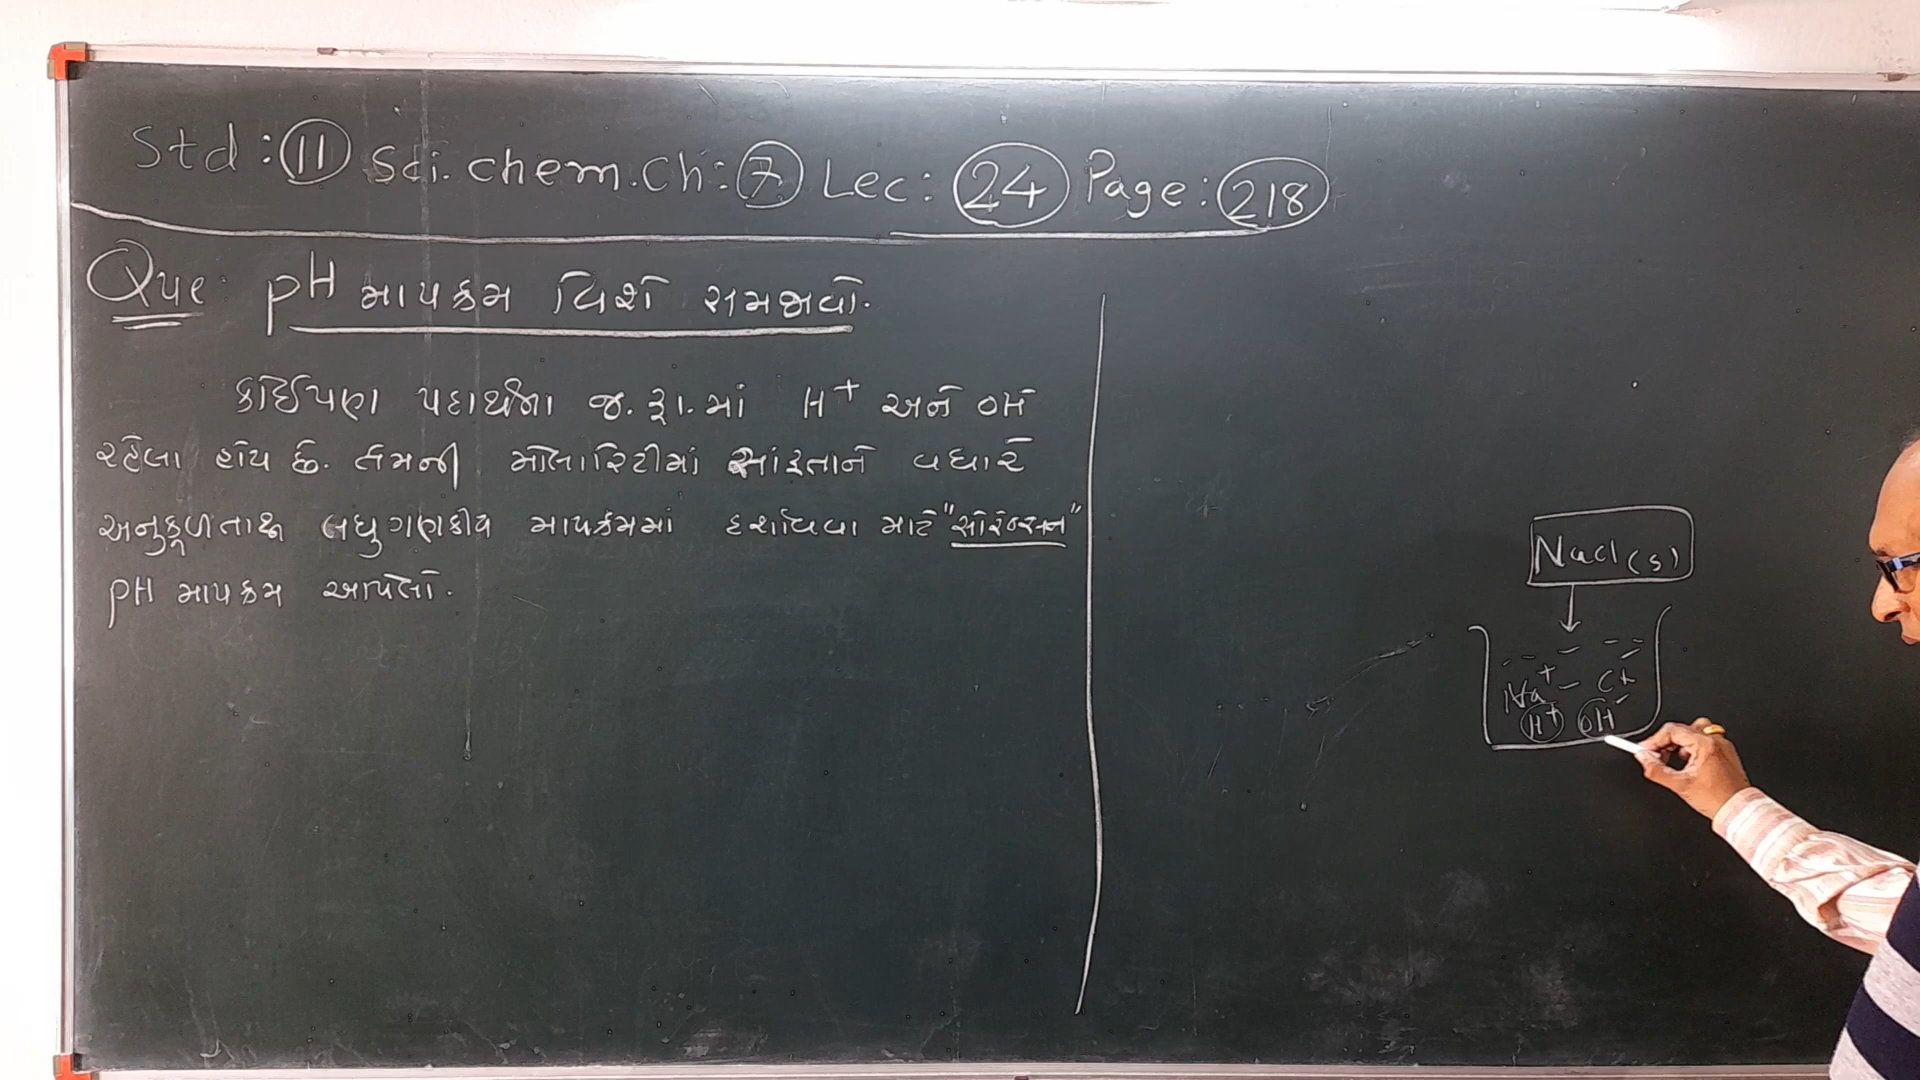 Std : 11 Sci. chem. Ch : 7 Lec : 24 Page : 218
Que : pH માપક્રમ વિશે સમજાવો.
કોઈપણ પદાર્થના જ. દ્રા. માં H+ અને OH-
રહેલા હોય છે. તેમની મોલારિટીમાં સાંદ્રતાને વધારે
અનુકૂળતાથી લઘુગણકીય માપક્રમમાં દર્શાવવા માટે "સોરેન્સન"
pH માપક્રમ આપેલો.
NaCl(s)
Na+ Cl-
H+ OH-